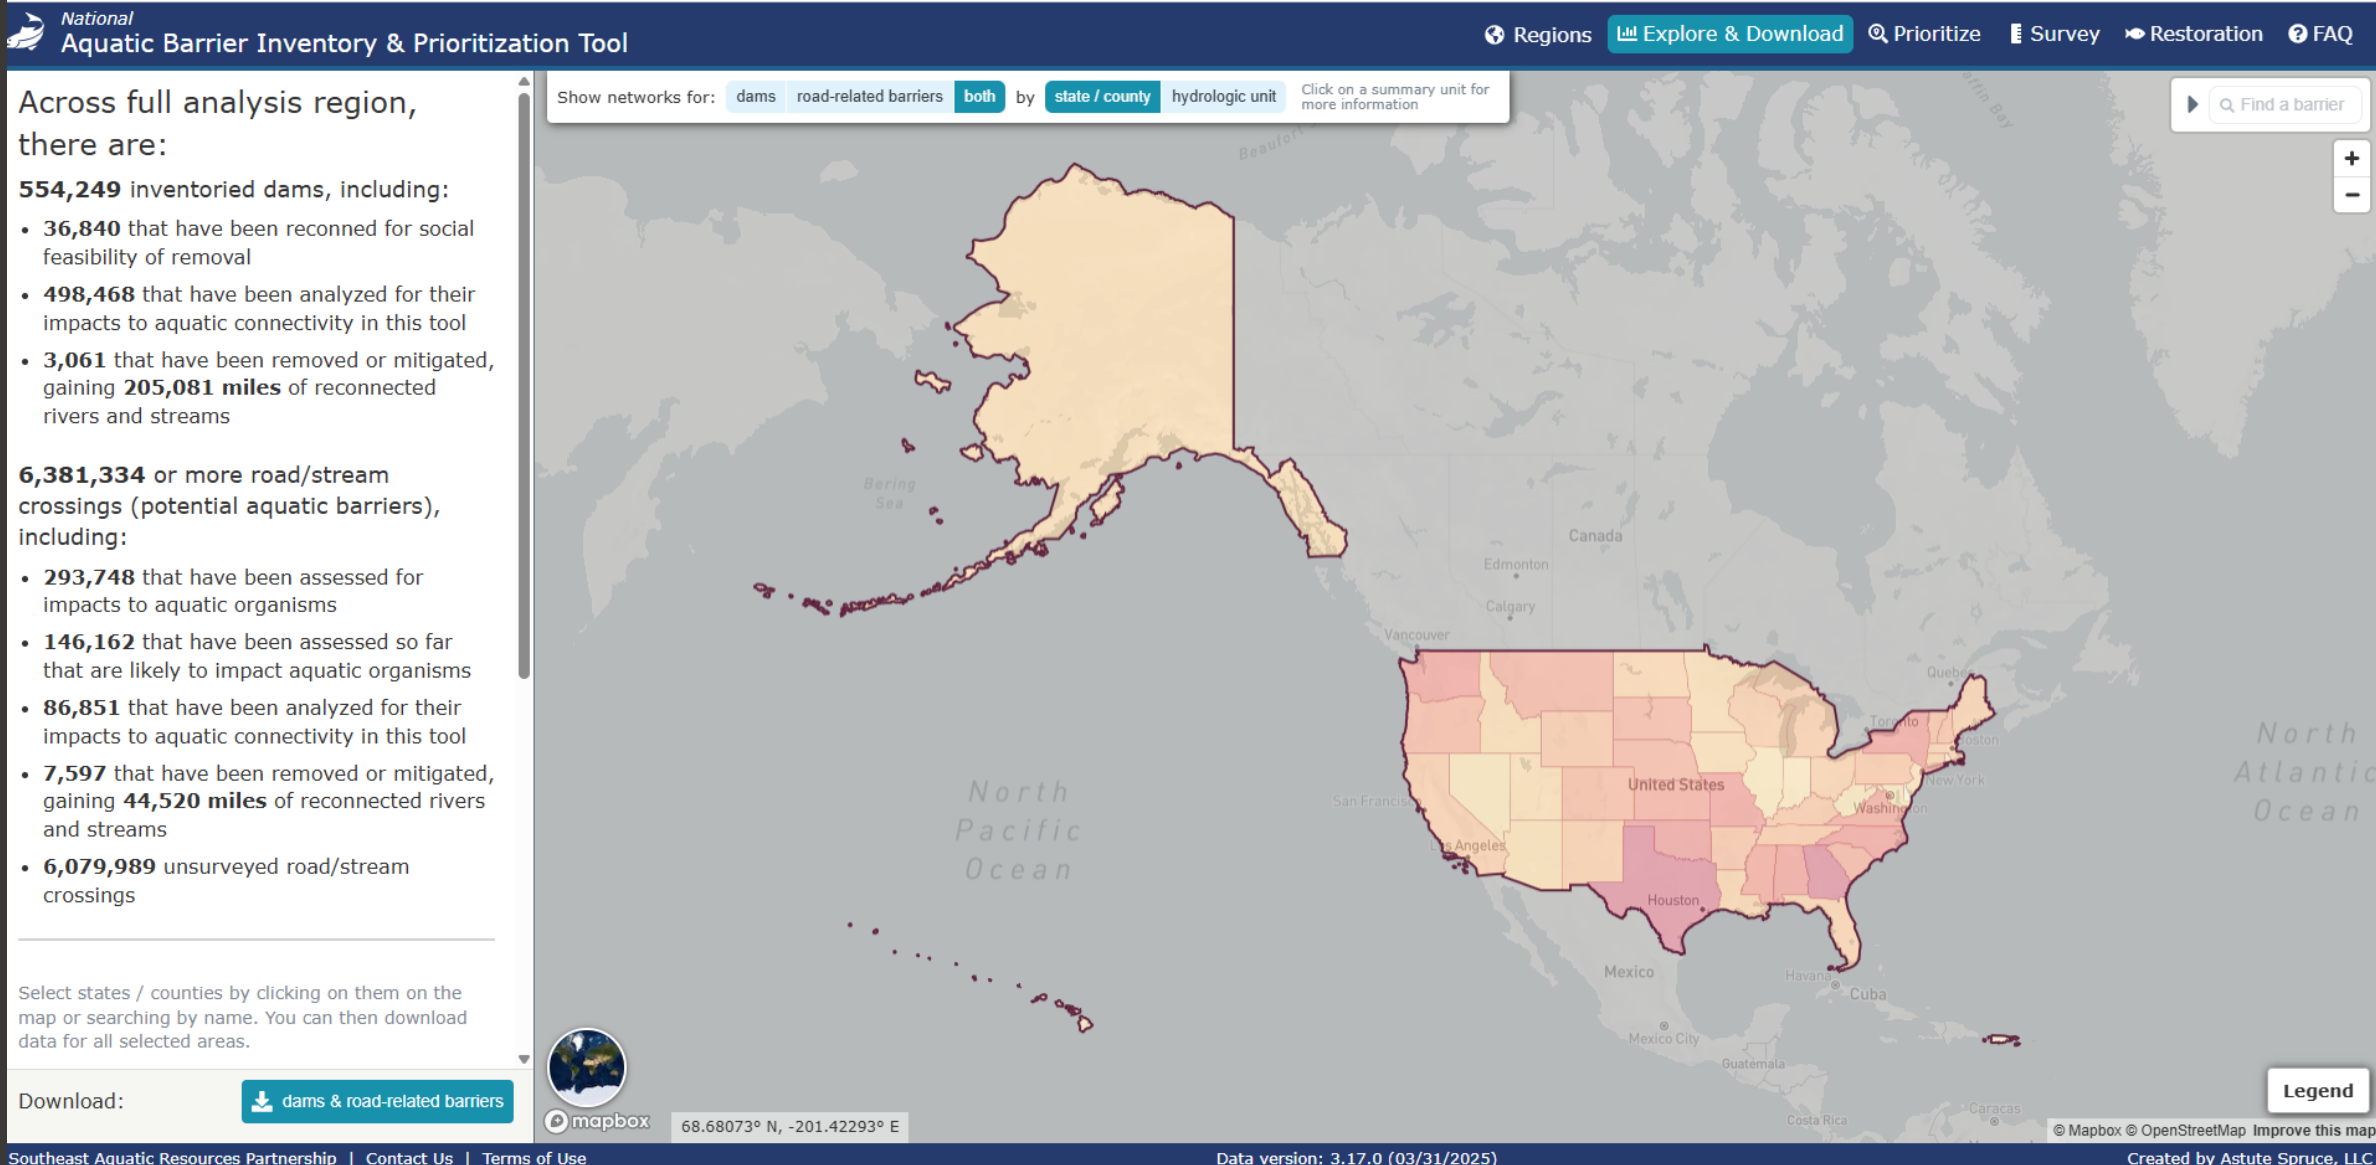 National
Aquatic Barrier Inventory & Prioritization Tool
Regions
Explore & Download
Prioritize
Survey
Restoration
FAQ
Across full analysis region,
there are:
554,249 inventoried dams, including:
• 36,840 that have been reconned for social
feasibility of removal
• 498,468 that have been analyzed for their
impacts to aquatic connectivity in this tool
• 3,061 that have been removed or mitigated,
gaining 205,081 miles of reconnected
rivers and streams
6,381,334 or more road/stream
crossings (potential aquatic barriers),
including:
• 293,748 that have been assessed for
impacts to aquatic organisms
• 146,162 that have been assessed so far
that are likely to impact aquatic organisms
• 86,851 that have been analyzed for their
impacts to aquatic connectivity in this tool
• 7,597 that have been removed or mitigated,
gaining 44,520 miles of reconnected rivers
and streams
• 6,079,989 unsurveyed road/stream
crossings
Select states / counties by clicking on them on the
map or searching by name. You can then download
data for all selected areas.
Download:
dams & road-related barriers
Show networks for: dams road-related barriers both by state / county hydrologic unit
Click on a summary unit for
more information
Find a barrier
+
−
Beaufort
ffin Bay
Bering
Sea
Canada
Edmonton
Calgary
Vancouver
Quebec
Toronto
Boston
New York
Washington
United States
San Francisco
Los Angeles
Houston
North
Pacific
Ocean
North
Atlantic
Ocean
Mexico
Havana
Cuba
Mexico City
Guatemala
Costa Rica
Caracas
Legend
mapbox
68.68073° N, -201.42293° E
© Mapbox © OpenStreetMap Improve this map
Southeast Aquatic Resources Partnership | Contact Us | Terms of Use
Data version: 3.17.0 (03/31/2025)
Created by Astute Spruce, LLC